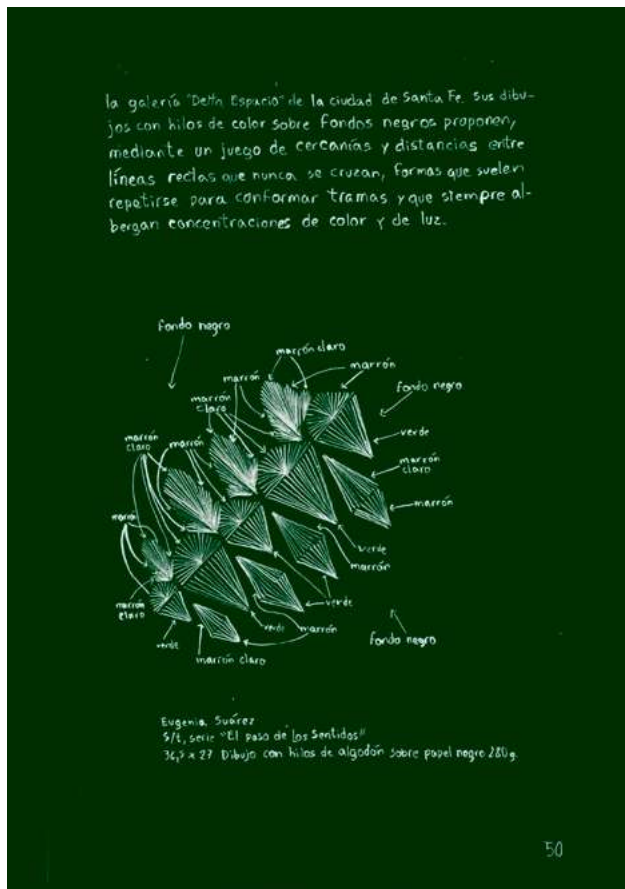 la galería "Delta Espacio" de la ciudad de Santa Fe. Sus dibu-
jos con hilos de color sobre fondos negros proponen,
mediante un juego de cercanías y distancias entre
líneas rectas que nunca se cruzan, formas que suelen
repetirse para conformar tramas y que siempre al-
bergan concentraciones de color y de luz.
fondo negro
marrón claro
marrón
marrón
fondo negro
marrón
claro
verde
marrón
claro
marrón
marrón
claro
marrón
marrón
verde
marrón
marrón
claro
verde
verde
marrón
fondo negro
verde
marrón claro
Eugenia Suárez
S/t, serie "El paso de los Sentidos"
36,5 x 27 Dibujo con hilos de algodón sobre papel negro 280g.
50